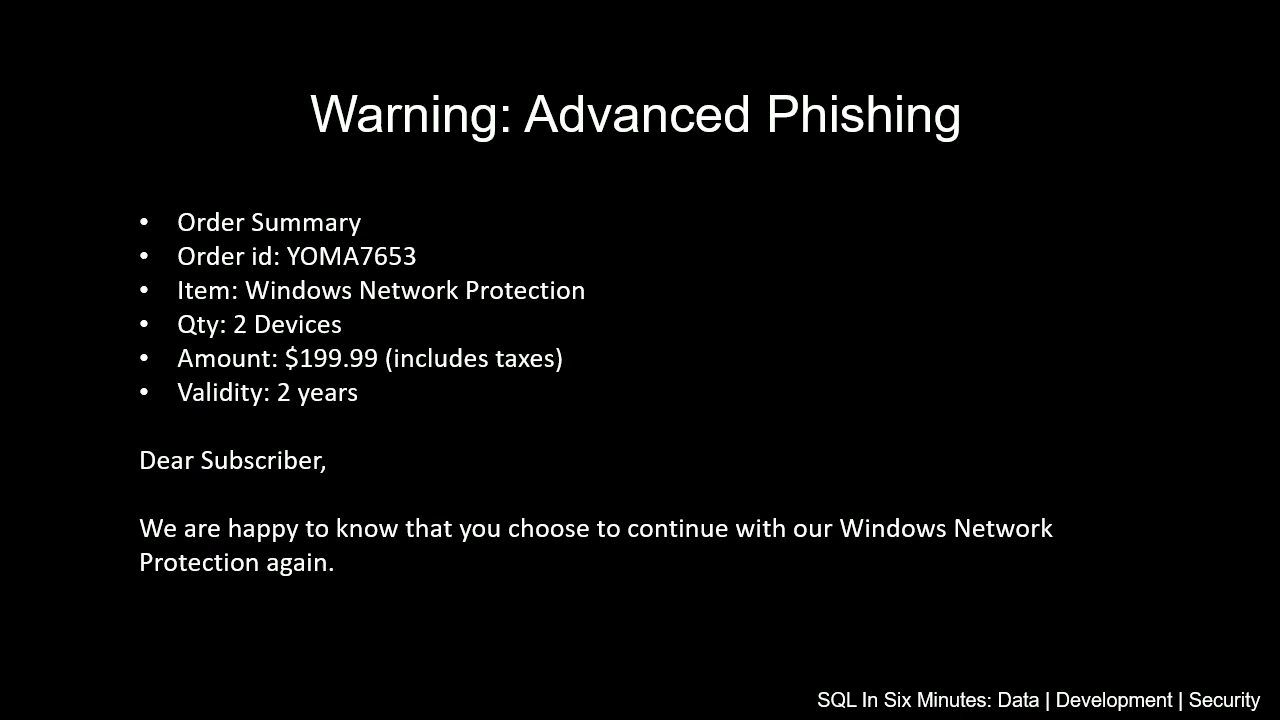 Warning: Advanced Phishing
• Order Summary
• Order id: YOMA7653
• Item: Windows Network Protection
• Qty: 2 Devices
• Amount: $199.99 (includes taxes)
• Validity: 2 years
Dear Subscriber,
We are happy to know that you choose to continue with our Windows Network
Protection again.
SQL In Six Minutes: Data | Development | Security